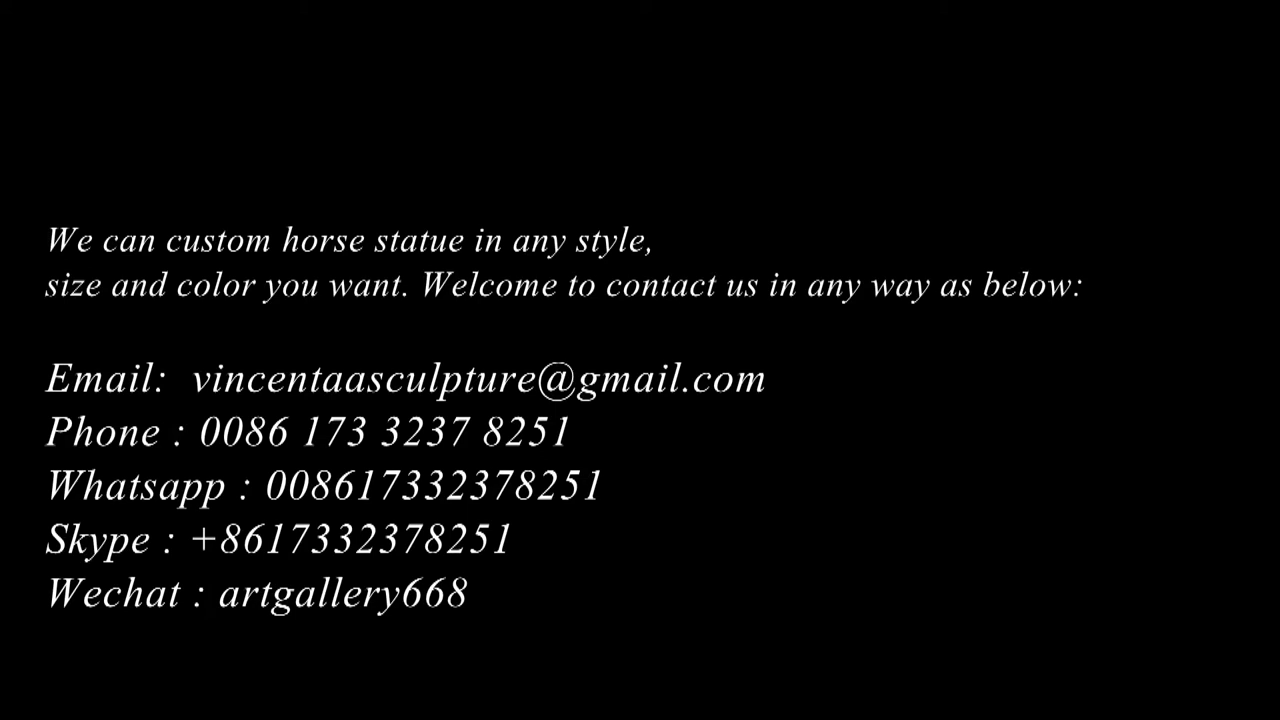 We can custom horse statue in any style,
size and color you want. Welcome to contact us in any way as below:
Email: vincentaasculpture@gmail.com
Phone : 0086 173 3237 8251
Whatsapp : 008617332378251
Skype : +8617332378251
Wechat : artgallery668